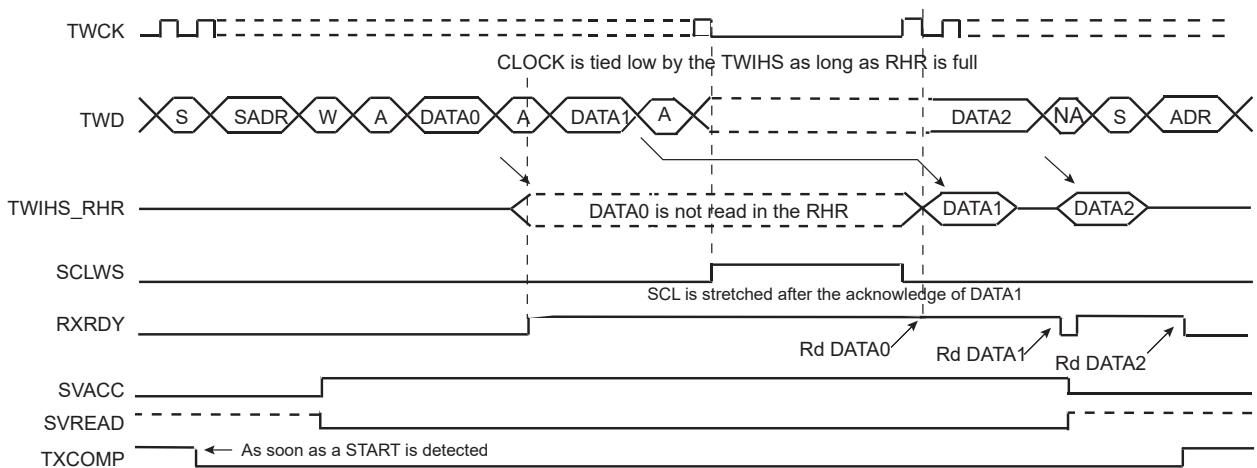 TWCK
CLOCK is tied low by the TWIHS as long as RHR is full
TWD
S
SADR
W
A
DATA0
A
DATA1
A
DATA2
NA
S
ADR
TWIHS_RHR
DATA0 is not read in the RHR
DATA1
DATA2
SCLWS
SCL is stretched after the acknowledge of DATA1
RXRDY
Rd DATA0
Rd DATA1
Rd DATA2
SVACC
SVREAD
TXCOMP
As soon as a START is detected